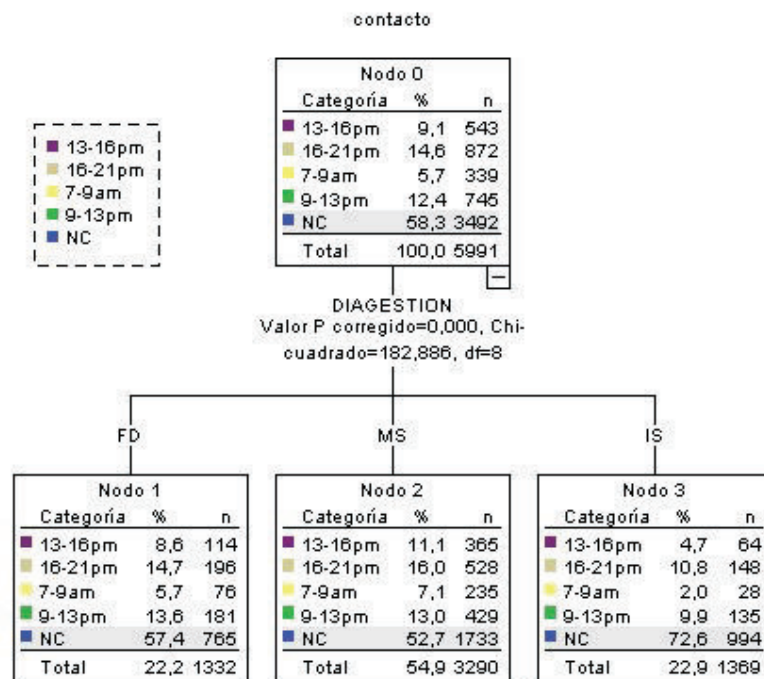 contacto
13-16pm
16-21pm
7-9am
9-13pm
NC
Nodo 0
Categoría % n
13-16pm 9,1 543
16-21pm 14,6 872
7-9am 5,7 339
9-13pm 12,4 745
NC 58,3 3492
Total 100,0 5991
DIAGESTION
Valor P corregido=0,000, Chi-
cuadrado=182,886, df=8
FD
MS
IS
Nodo 1
Categoría % n
13-16pm 8,6 114
16-21pm 14,7 196
7-9am 5,7 76
9-13pm 13,6 181
NC 57,4 765
Total 22,2 1332
Nodo 2
Categoría % n
13-16pm 11,1 365
16-21pm 16,0 528
7-9am 7,1 235
9-13pm 13,0 429
NC 52,7 1733
Total 54,9 3290
Nodo 3
Categoría % n
13-16pm 4,7 64
16-21pm 10,8 148
7-9am 2,0 28
9-13pm 9,9 135
NC 72,6 994
Total 22,9 1369